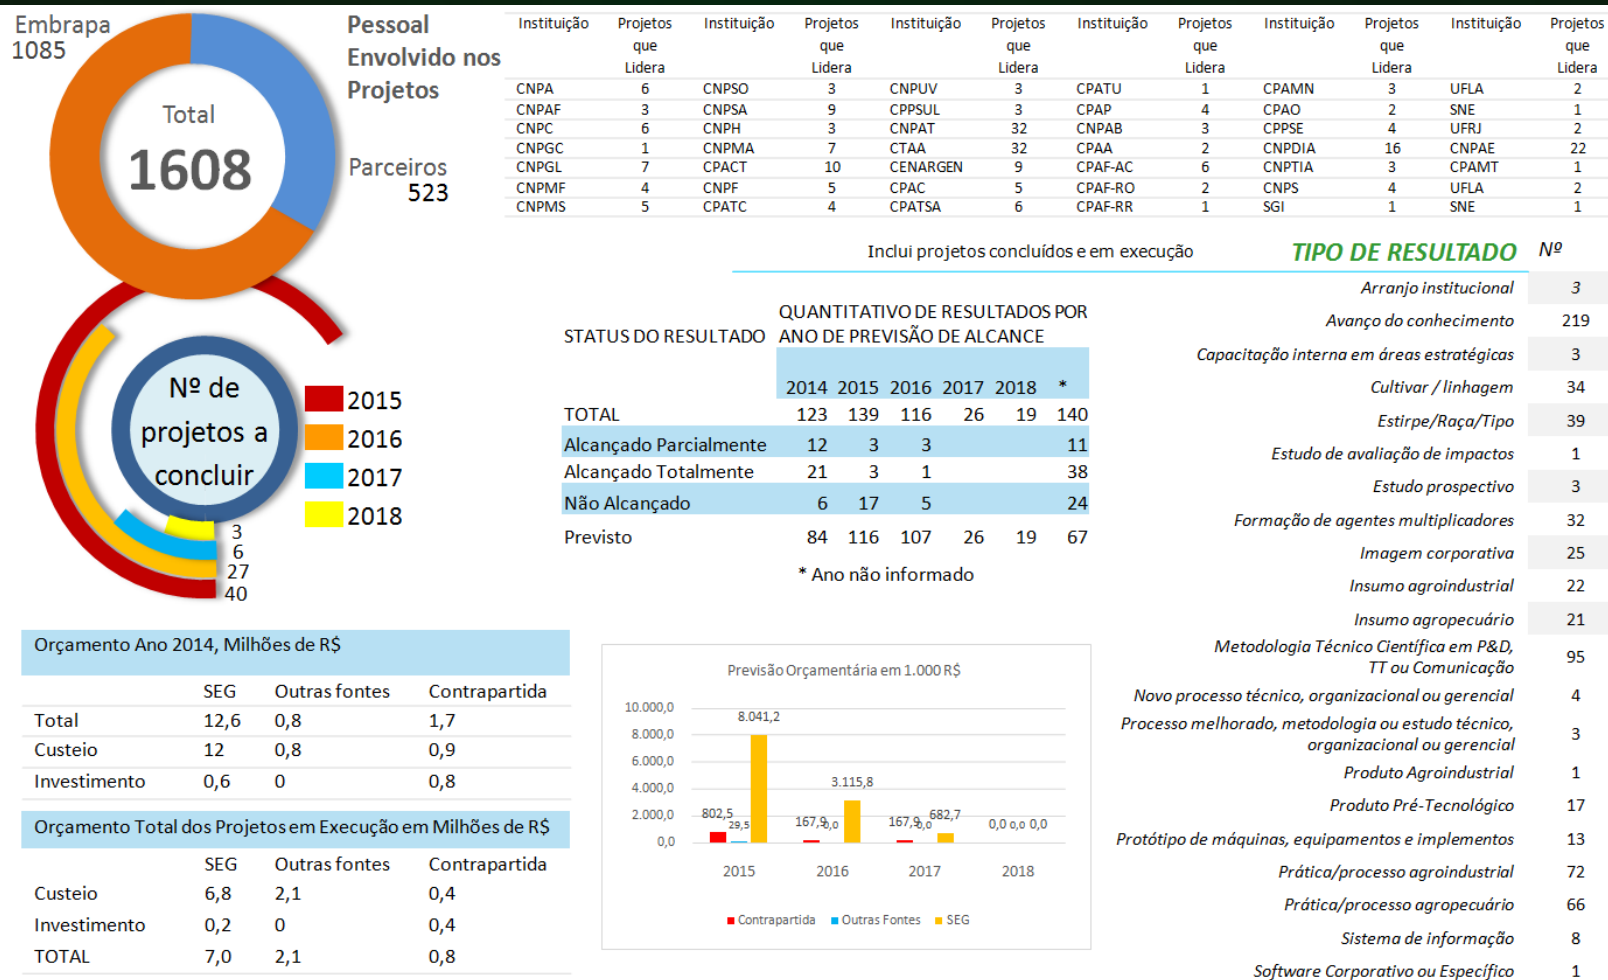 Embrapa
1085
Total
1608
Pessoal
Envolvido nos
Projetos
Parceiros
523
Instituição Projetos que Lidera Instituição Projetos que Lidera Instituição Projetos que Lidera Instituição Projetos que Lidera Instituição Projetos que Lidera Instituição Projetos que Lidera
CNPA 6 CNPSO 3 CNPUV 3 CPATU 1 CPAMN 3 UFLA 2
CNPAF 3 CNPSA 9 CPPSUL 3 CPAP 4 CPAO 2 SNE 1
CNPC 6 CNPH 3 CNPAT 32 CNPAB 3 CPPSE 4 UFRJ 2
CNPGC 1 CNPMA 7 CTAA 32 CPAA 2 CNPDIA 16 CNPAE 22
CNPGL 7 CPACT 10 CENARGEN 9 CPAF-AC 6 CNPTIA 3 CPAMT 1
CNPMF 4 CNPF 5 CPAC 5 CPAF-RO 2 CNPS 4 UFLA 2
CNPMS 5 CPATC 4 CPATSA 6 CPAF-RR 1 SGI 1 SNE 1
Nº de
projetos a
concluir
2015
2016
2017
2018
3
6
27
40
Inclui projetos concluídos e em execução
STATUS DO RESULTADO
QUANTITATIVO DE RESULTADOS POR
ANO DE PREVISÃO DE ALCANCE
2014 2015 2016 2017 2018 *
TOTAL 123 139 116 26 19 140
Alcançado Parcialmente 12 3 3 11
Alcançado Totalmente 21 3 1 38
Não Alcançado 6 17 5 24
Previsto 84 116 107 26 19 67
* Ano não informado
TIPO DE RESULTADO Nº
Arranjo institucional 3
Avanço do conhecimento 219
Capacitação interna em áreas estratégicas 3
Cultivar / linhagem 34
Estirpe/Raça/Tipo 39
Estudo de avaliação de impactos 1
Estudo prospectivo 3
Formação de agentes multiplicadores 32
Imagem corporativa 25
Insumo agroindustrial 22
Insumo agropecuário 21
Metodologia Técnico Científica em P&D,
TT ou Comunicação 95
Novo processo técnico, organizacional ou gerencial 4
Processo melhorado, metodologia ou estudo técnico,
organizacional ou gerencial 3
Produto Agroindustrial 1
Produto Pré-Tecnológico 17
Protótipo de máquinas, equipamentos e implementos 13
Prática/processo agroindustrial 72
Prática/processo agropecuário 66
Sistema de informação 8
Software Corporativo ou Específico 1
Orçamento Ano 2014, Milhões de R$
SEG Outras fontes Contrapartida
Total 12,6 0,8 1,7
Custeio 12 0,8 0,9
Investimento 0,6 0 0,8
Orçamento Total dos Projetos em Execução em Milhões de R$
SEG Outras fontes Contrapartida
Custeio 6,8 2,1 0,4
Investimento 0,2 0 0,4
TOTAL 7,0 2,1 0,8
Previsão Orçamentária em 1.000 R$
10.000,0
8.000,0
6.000,0
4.000,0
2.000,0
0,0
802,5 29,5 8.041,2
167,9 0,0 3.115,8
167,9 0,0 682,7
0,0 0,0 0,0
2015 2016 2017 2018
Contrapartida Outras Fontes SEG